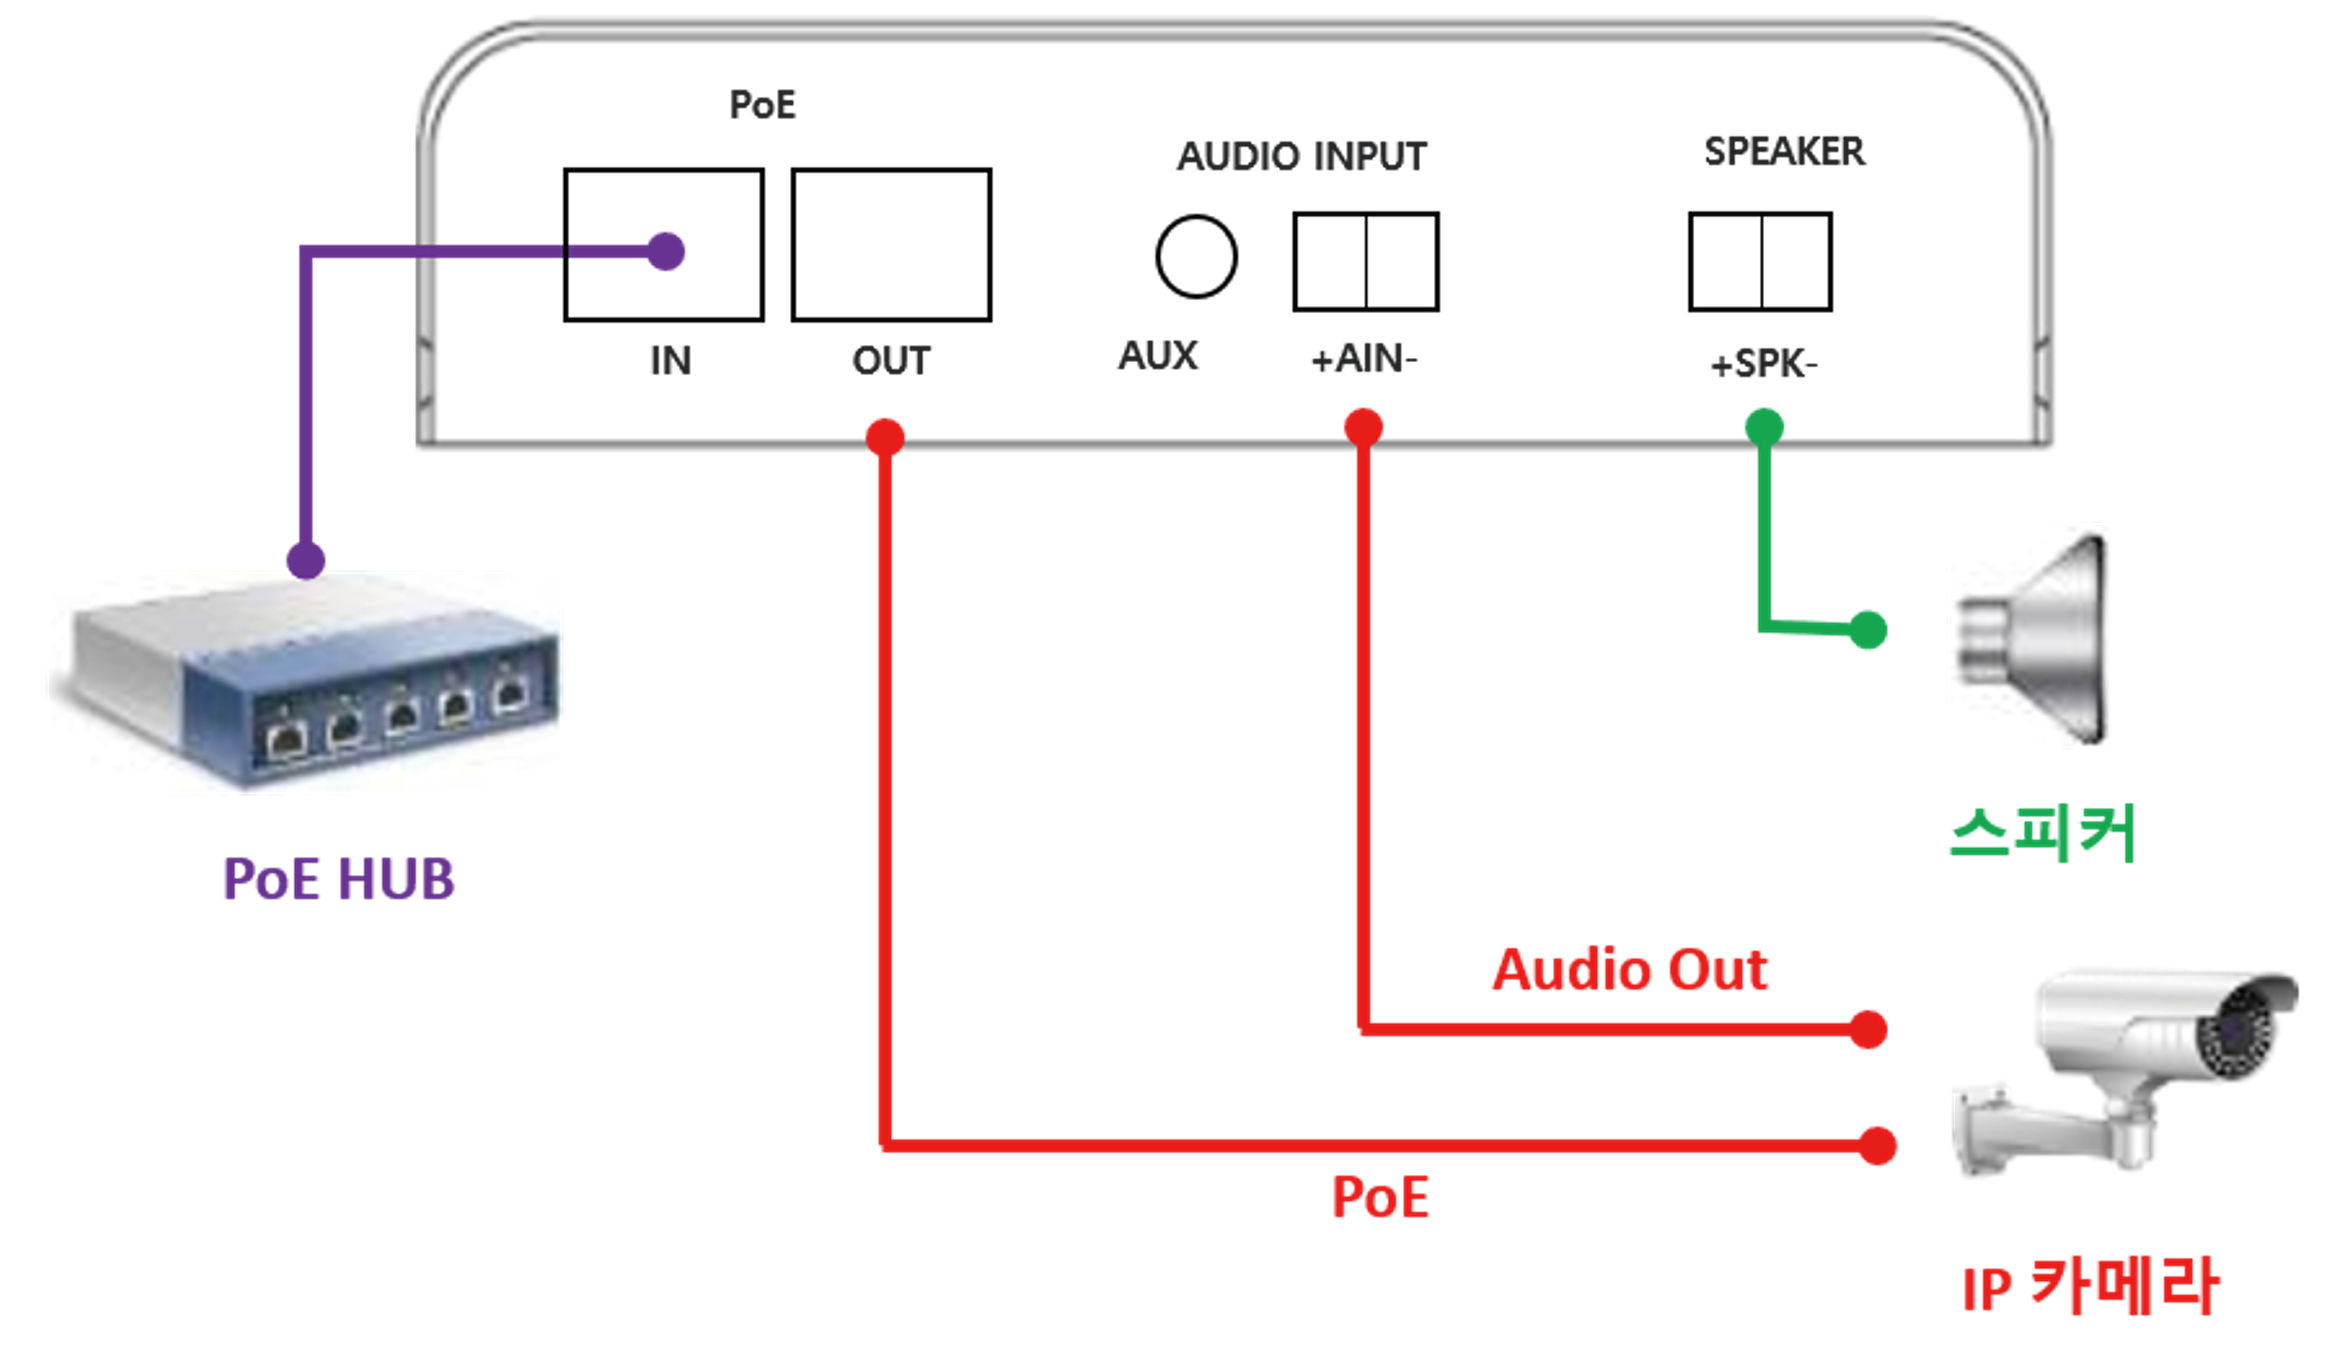 PoE
AUDIO INPUT
SPEAKER
IN
OUT
AUX
+AIN-
+SPK-
PoE HUB
스피커
Audio Out
PoE
IP 카메라